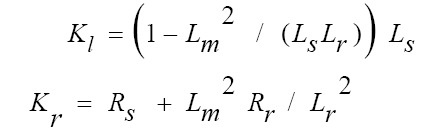 K_l = (1 − L_m^2 / (L_s L_r)) L_s
K_r = R_s + L_m^2 R_r / L_r^2